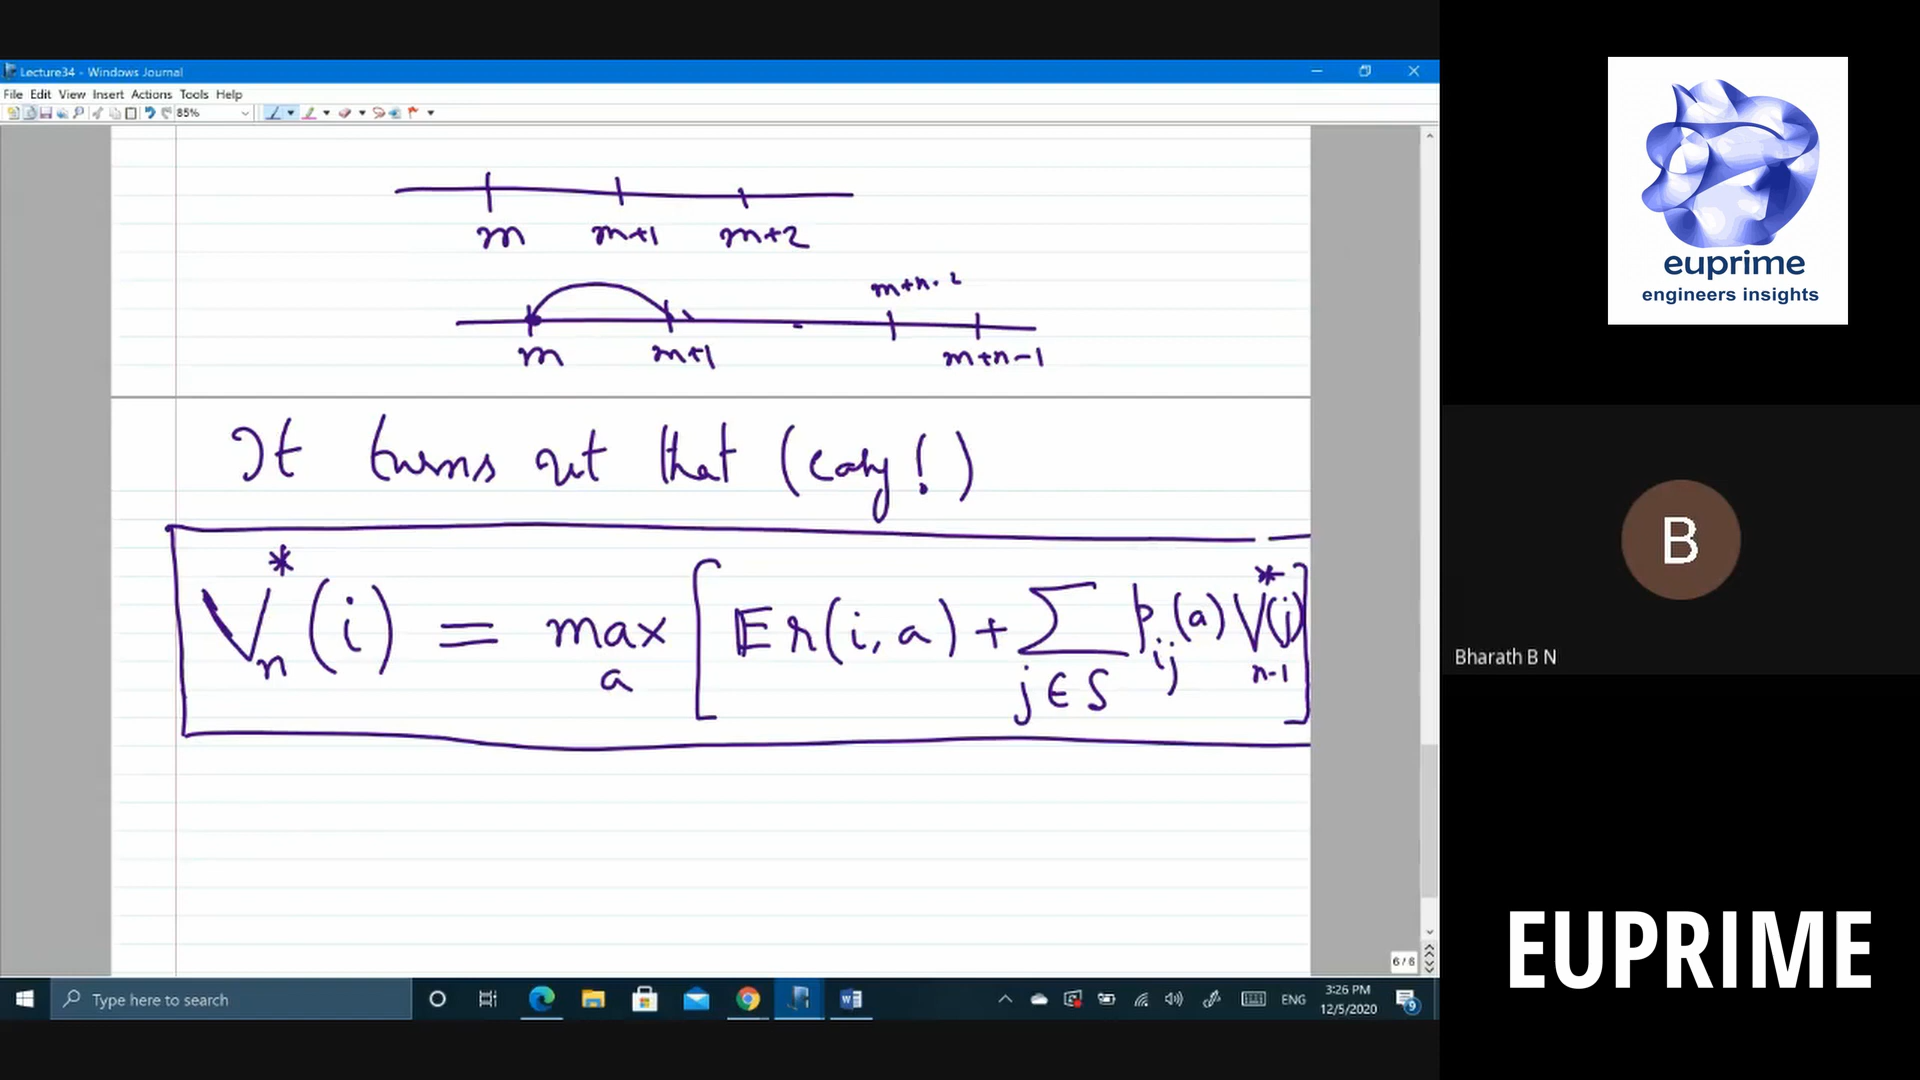 Lecture34 - Windows Journal
File Edit View Insert Actions Tools Help
85%
m m+1 m+2
m+n-2
m m+1 m+n-1
It turns out that (easy!)
V*n(i) = max a [𝔼r(i,a) + ∑ j∈S pij(a) V*n-1(j)]
6 / 6
Type here to search
ENG
3:26 PM
12/5/2020
9
euprime
engineers insights
B
Bharath B N
EUPRIME